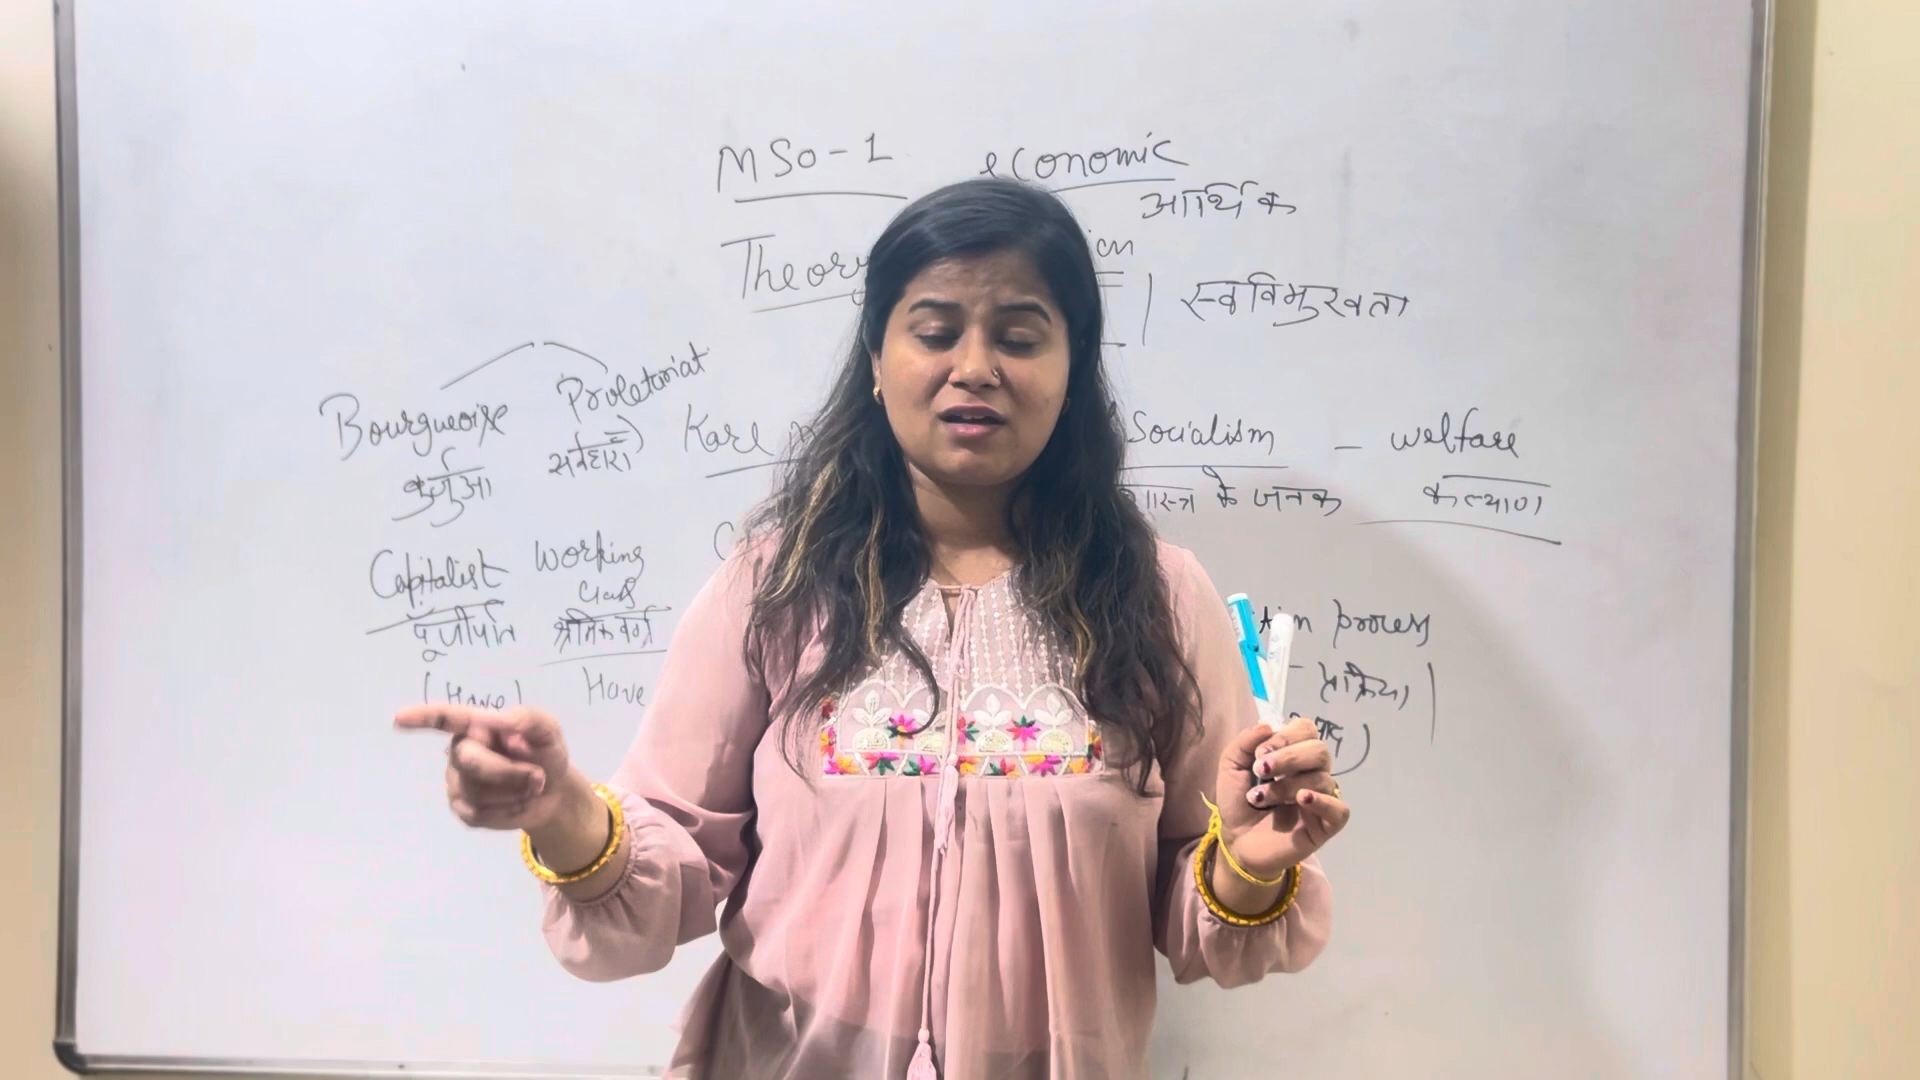 MSO-1 economic
आर्थिक
Theory
स्वविमुखता
Bourgueoise Proletariat
बुर्जुआ सर्वहारा
Karl Socialism - welfare
के जनक कल्याण
Capitalist Working
Class
पूंजीपति श्रमिक वर्ग
process
प्रक्रिया
(Have) Have